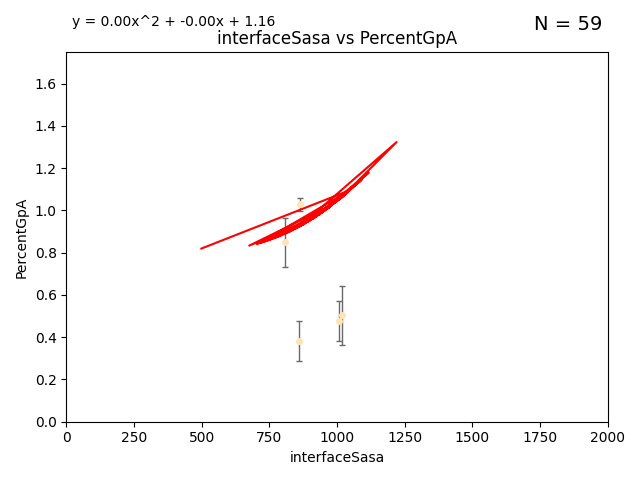 y = 0.00x^2 + -0.00x + 1.16
N = 59
interfaceSasa vs PercentGpA
PercentGpA
1.6
1.4
1.2
1.0
0.8
0.6
0.4
0.2
0.0
0 250 500 750 1000 1250 1500 1750 2000
interfaceSasa